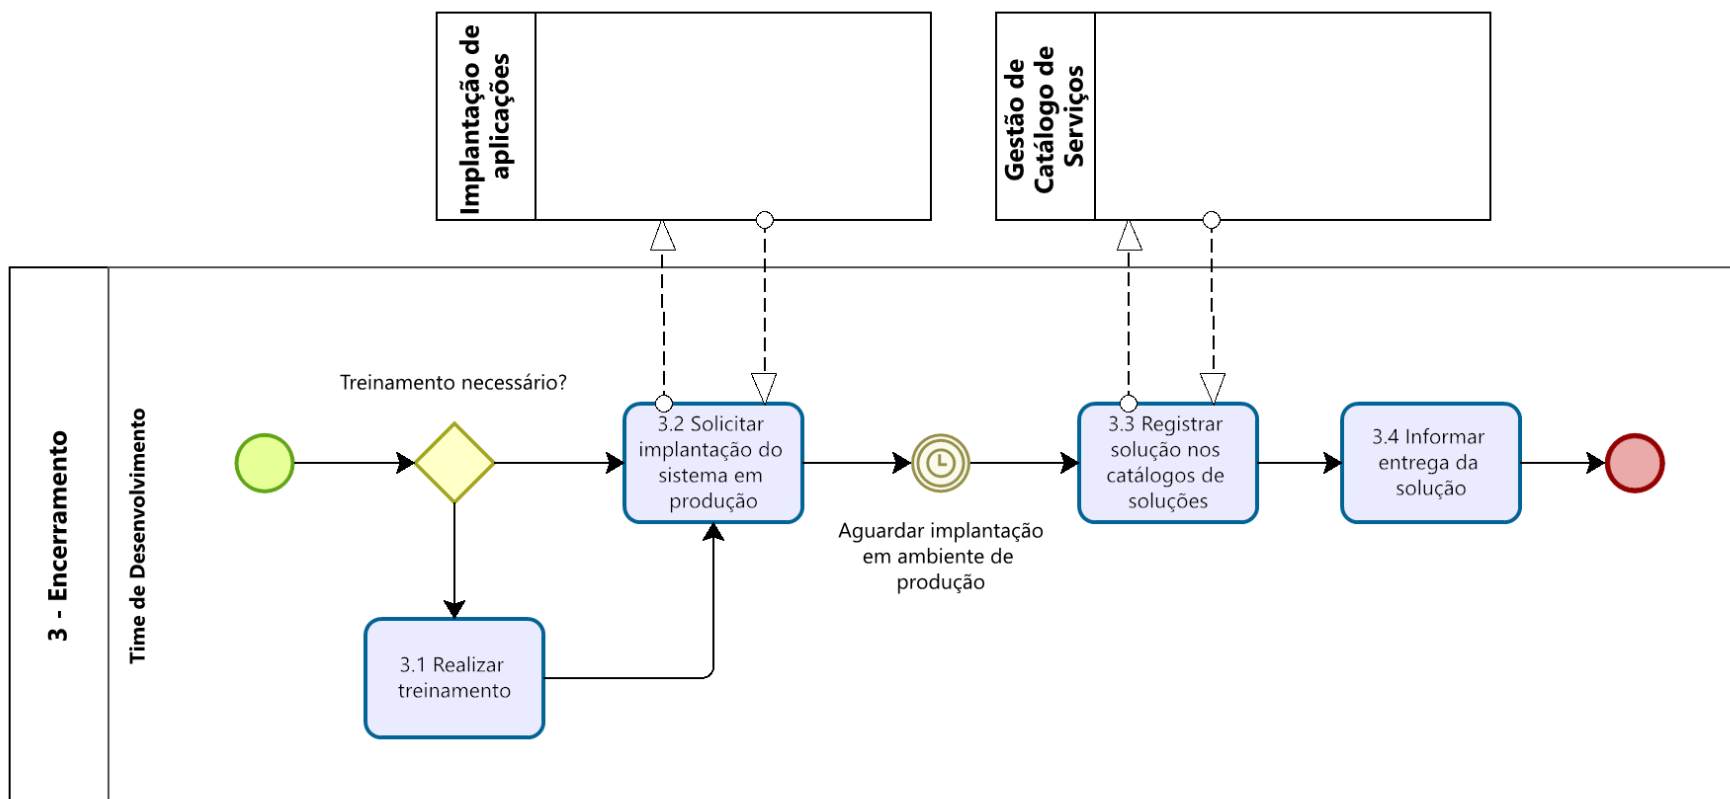 Implantação de
aplicações
Gestão de
Catálogo de
Serviços
3 - Encerramento
Time de Desenvolvimento
Treinamento necessário?
3.1 Realizar
treinamento
3.2 Solicitar
implantação do
sistema em
produção
Aguardar implantação
em ambiente de
produção
3.3 Registrar
solução nos
catálogos de
soluções
3.4 Informar
entrega da
solução